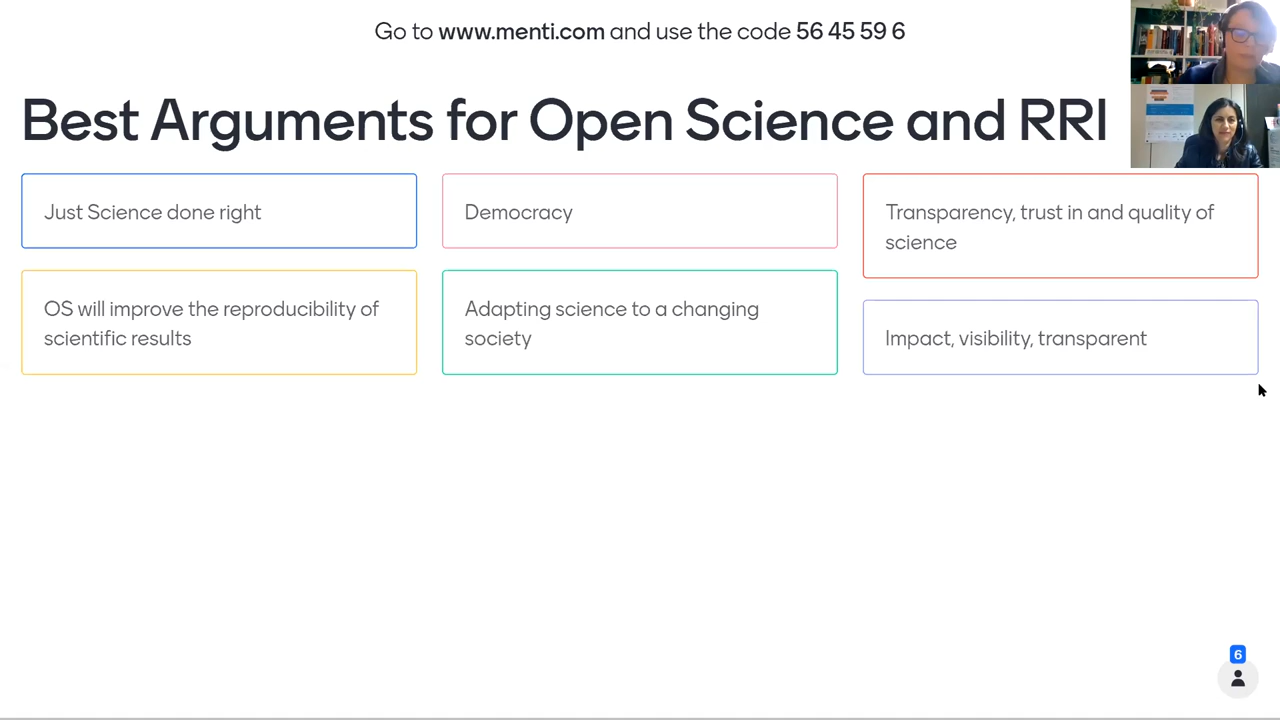 Go to www.menti.com and use the code 56 45 59 6
Best Arguments for Open Science and RRI
Just Science done right
Democracy
Transparency, trust in and quality of
science
OS will improve the reproducibility of
scientific results
Adapting science to a changing
society
Impact, visibility, transparent
6